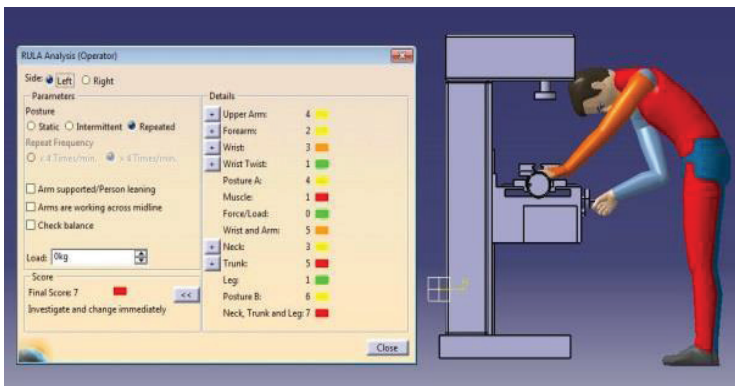 RULA Analysis (Operator)
Side: Left Right
Parameters
Posture
Static Intermittent Repeated
Repeat Frequency
< 4 Times/min. > 4 Times/min.
Arm supported/Person leaning
Arms are working across midline
Check balance
Load: 0kg
Score
Final Score: 7
<<
Investigate and change immediately
Details
+ Upper Arm: 4
+ Forearm: 2
+ Wrist: 3
+ Wrist Twist: 1
Posture A: 4
Muscle: 1
Force/Load: 0
Wrist and Arm: 5
+ Neck: 3
+ Trunk: 5
Leg: 1
Posture B: 6
Neck, Trunk and Leg: 7
Close